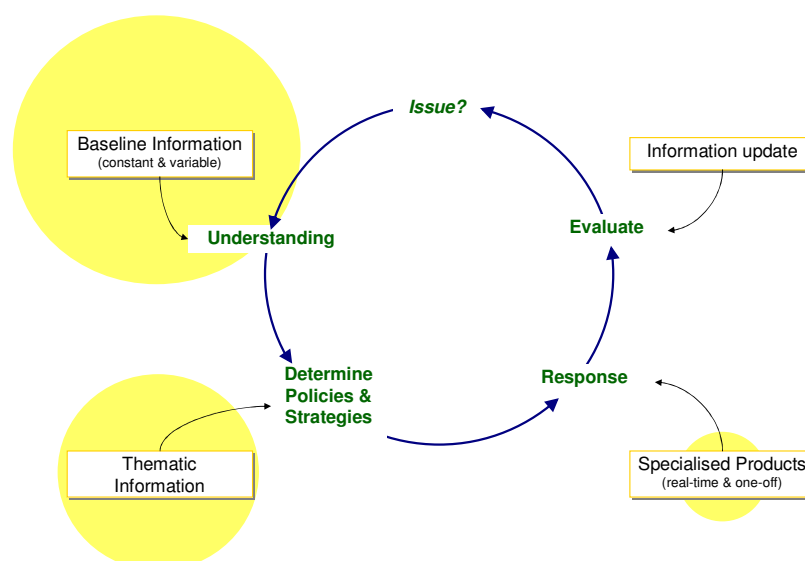 Issue?
Baseline Information
(constant & variable)
Information update
Understanding
Evaluate
Determine
Policies &
Strategies
Response
Thematic
Information
Specialised Products
(real-time & one-off)